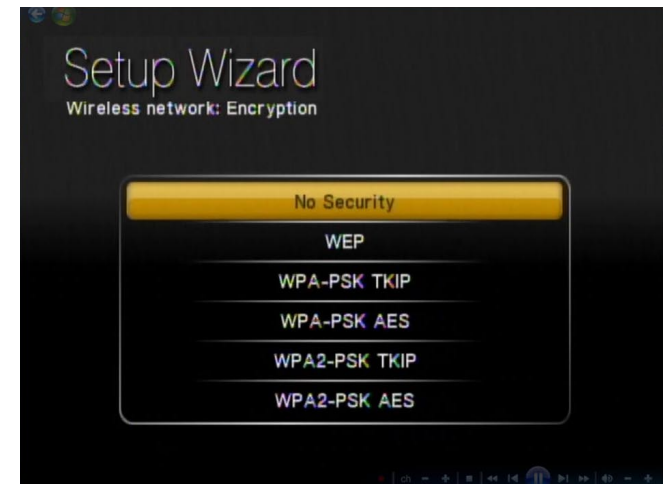 Setup Wizard
Wireless network: Encryption
No Security
WEP
WPA-PSK TKIP
WPA-PSK AES
WPA2-PSK TKIP
WPA2-PSK AES
ch